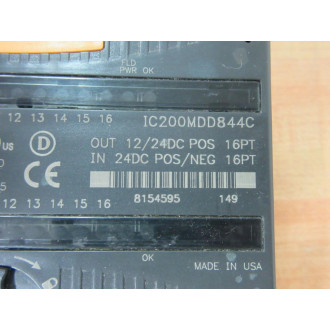 FLD
PWR OK
12 13 14 15 16 IC200MDD844C
US D OUT 12/24DC POS 16PT
IN 24DC POS/NEG 16PT
CE
8154595 149
12 13 14 15 16
OK
MADE IN USA